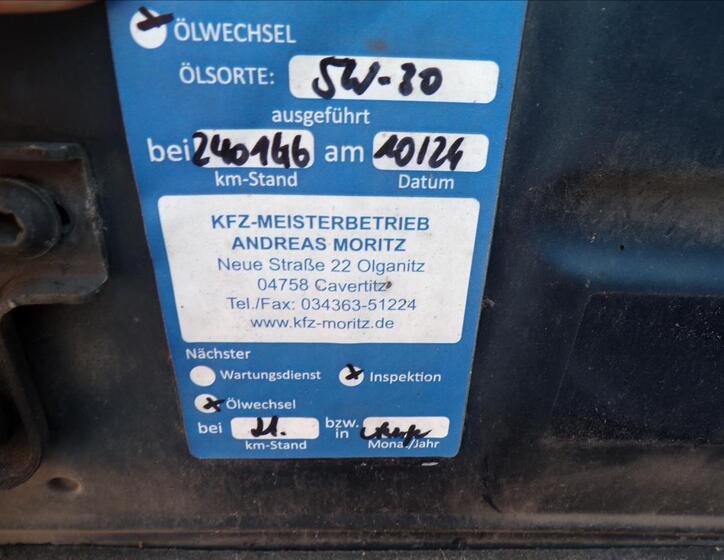 ÖLWECHSEL
ÖLSORTE: 5W-30
ausgeführt
bei 240146 am 10/24
km-Stand Datum
KFZ-MEISTERBETRIEB
ANDREAS MORITZ
Neue Straße 22 Olganitz
04758 Cavertitz
Tel./Fax: 034363-51224
www.kfz-moritz.de
Nächster
Wartungsdienst Inspektion
Ölwechsel
bei bzw. in
km-Stand Monat/Jahr